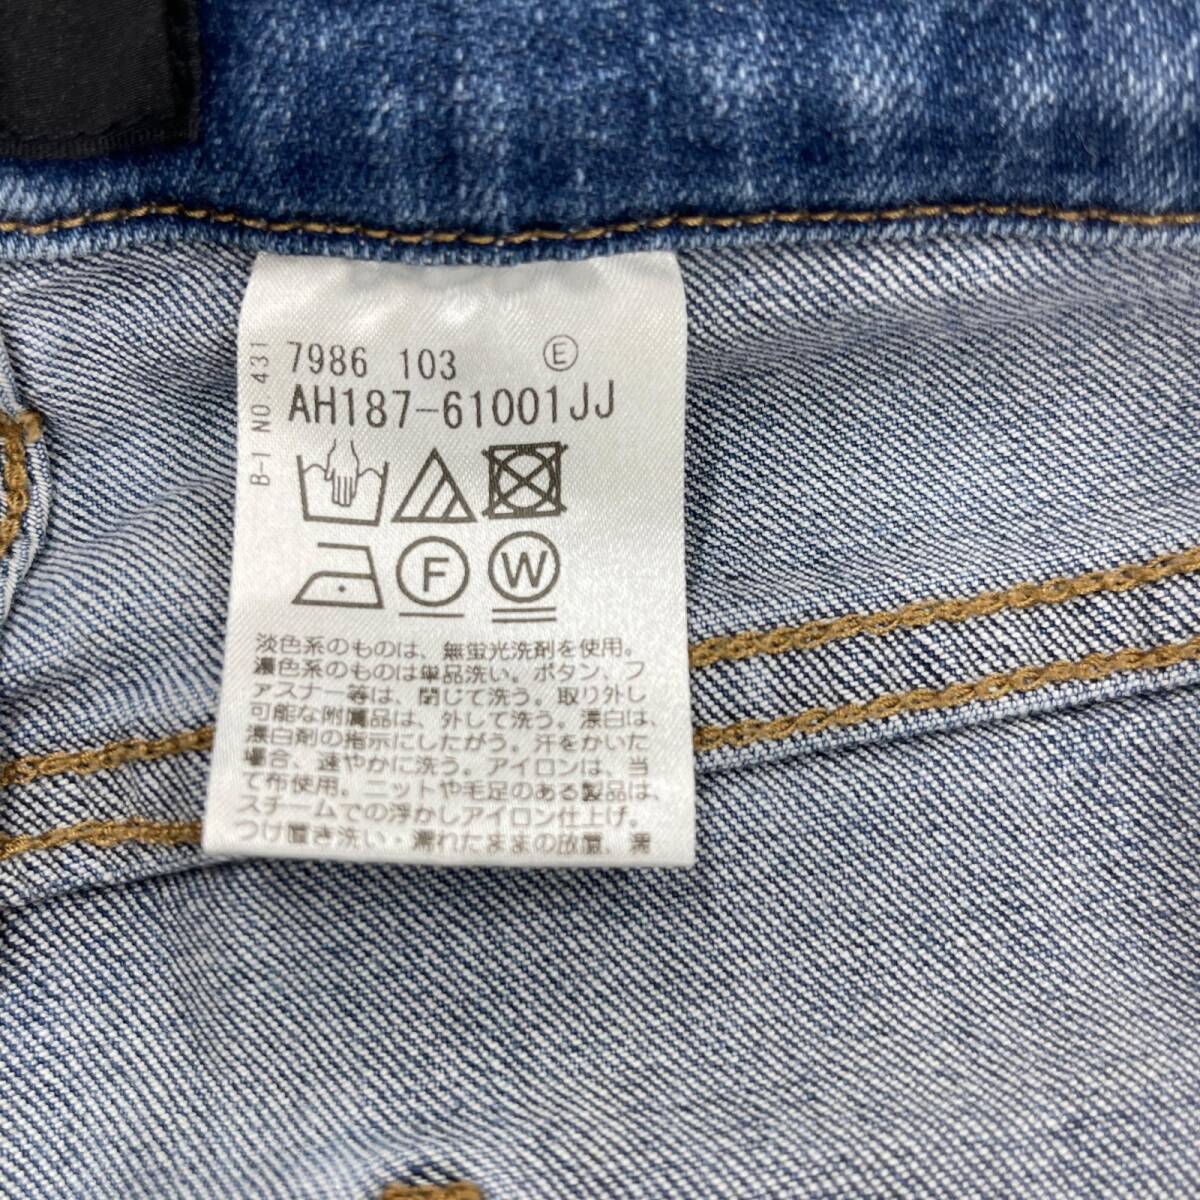 B-1 NO.431
7986 103 Ⓔ
AH187-61001JJ
F W
淡色系のものは、無蛍光洗剤を使用。
濃色系のものは単品洗い。ボタン、フ
ァスナー等は、閉じて洗う。取り外し
可能な附属品は、外して洗う。漂白は、
漂白剤の指示にしたがう。汗をかいた
場合、速やかに洗う。アイロンは、当
て布使用。ニットや毛足のある製品は、
スチームでの浮かしアイロン仕上げ。
つけ置き洗い・濡れたままの放置、濡